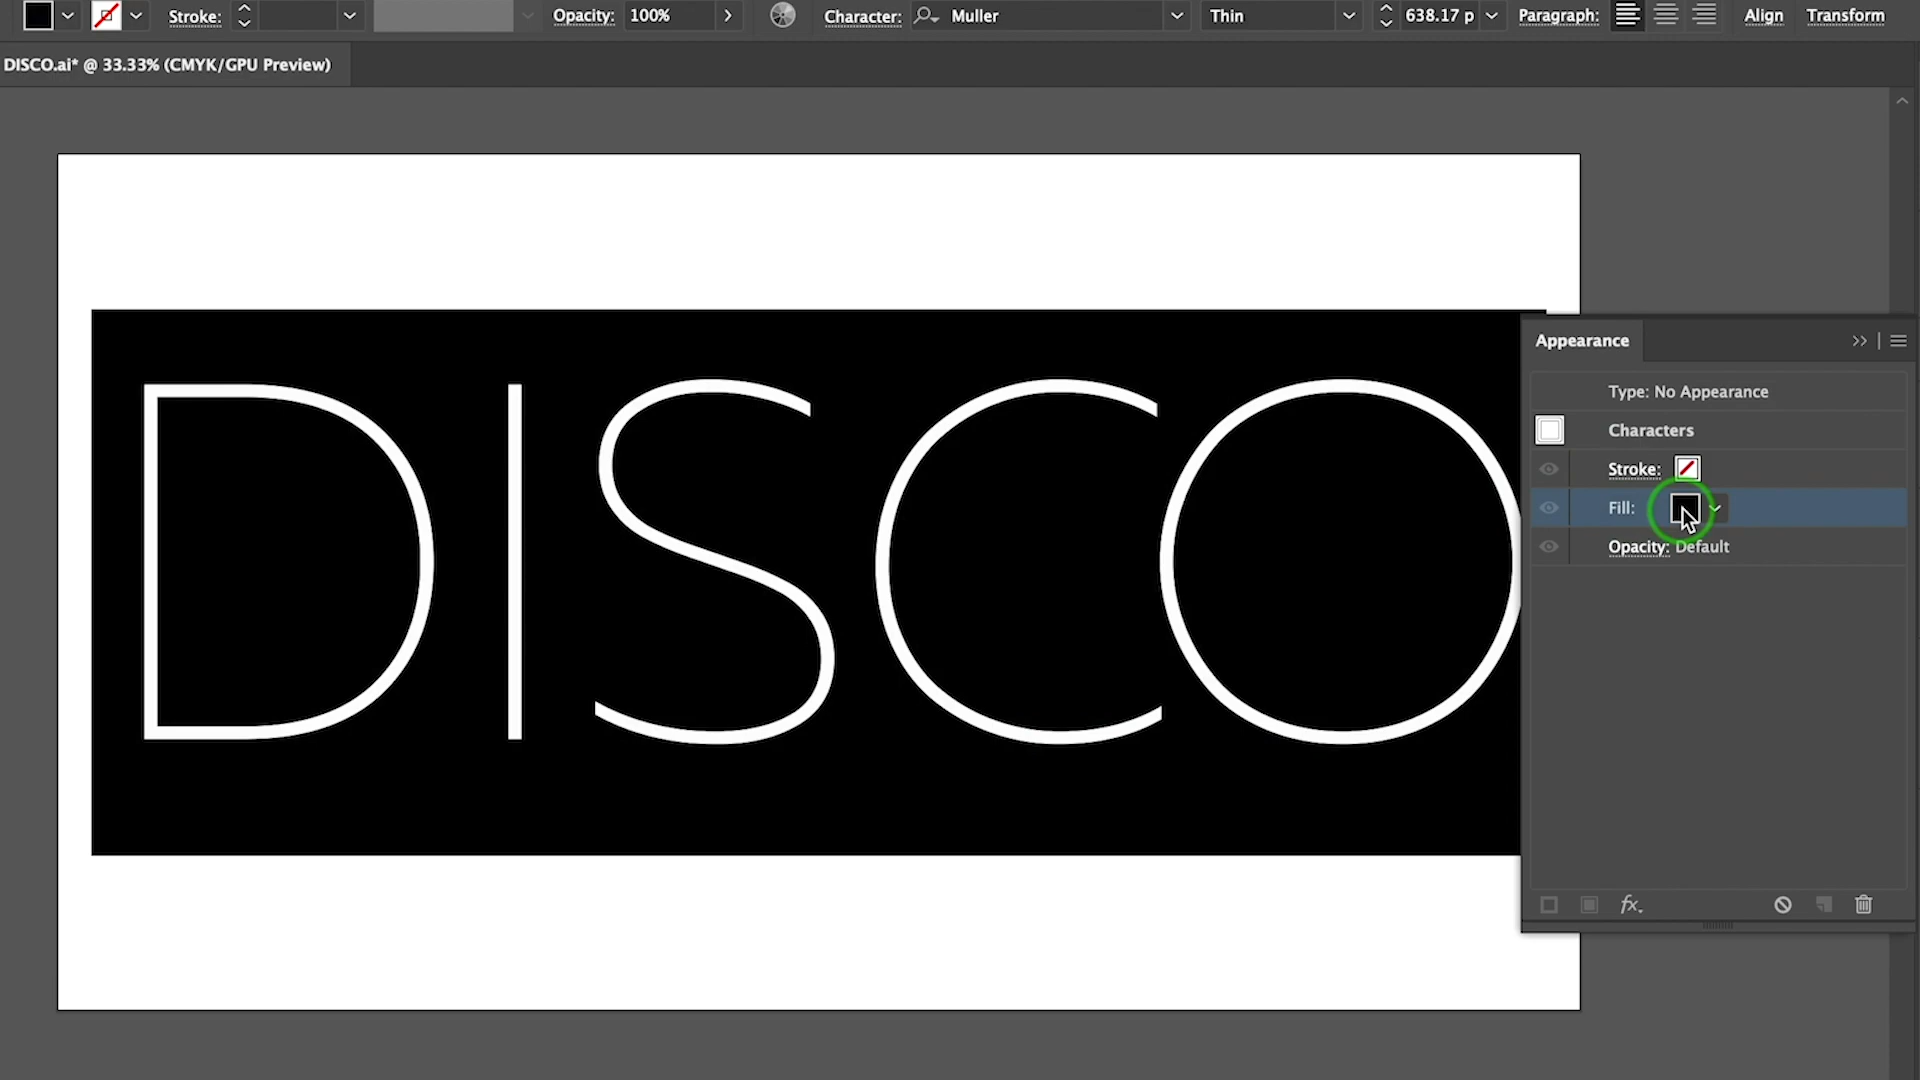 Stroke: Opacity: 100% Character: Muller Thin 638.17 p Paragraph: Align Transform
DISCO.ai* @ 33.33% (CMYK/GPU Preview)
DISCO
Appearance
Type: No Appearance
Characters
Stroke:
Fill:
Opacity: Default
fx.